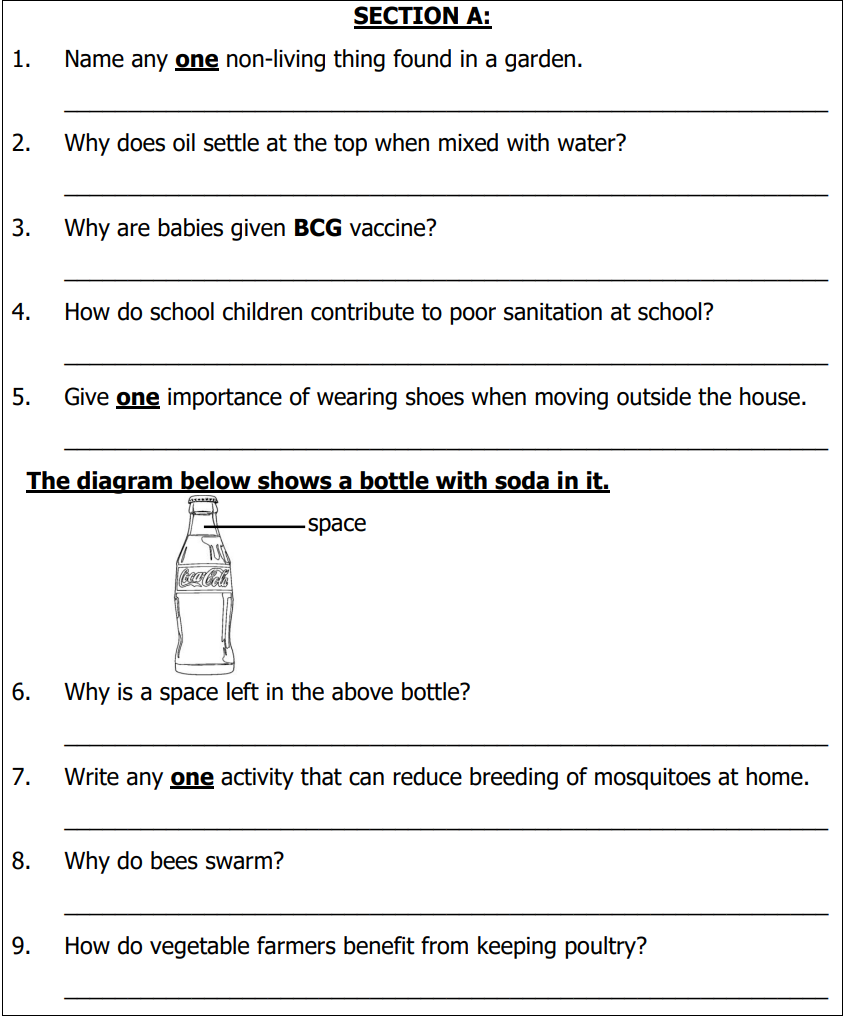 SECTION A:
1. Name any one non-living thing found in a garden.
2. Why does oil settle at the top when mixed with water?
3. Why are babies given BCG vaccine?
4. How do school children contribute to poor sanitation at school?
5. Give one importance of wearing shoes when moving outside the house.
The diagram below shows a bottle with soda in it.
space
Coca-Cola
6. Why is a space left in the above bottle?
7. Write any one activity that can reduce breeding of mosquitoes at home.
8. Why do bees swarm?
9. How do vegetable farmers benefit from keeping poultry?